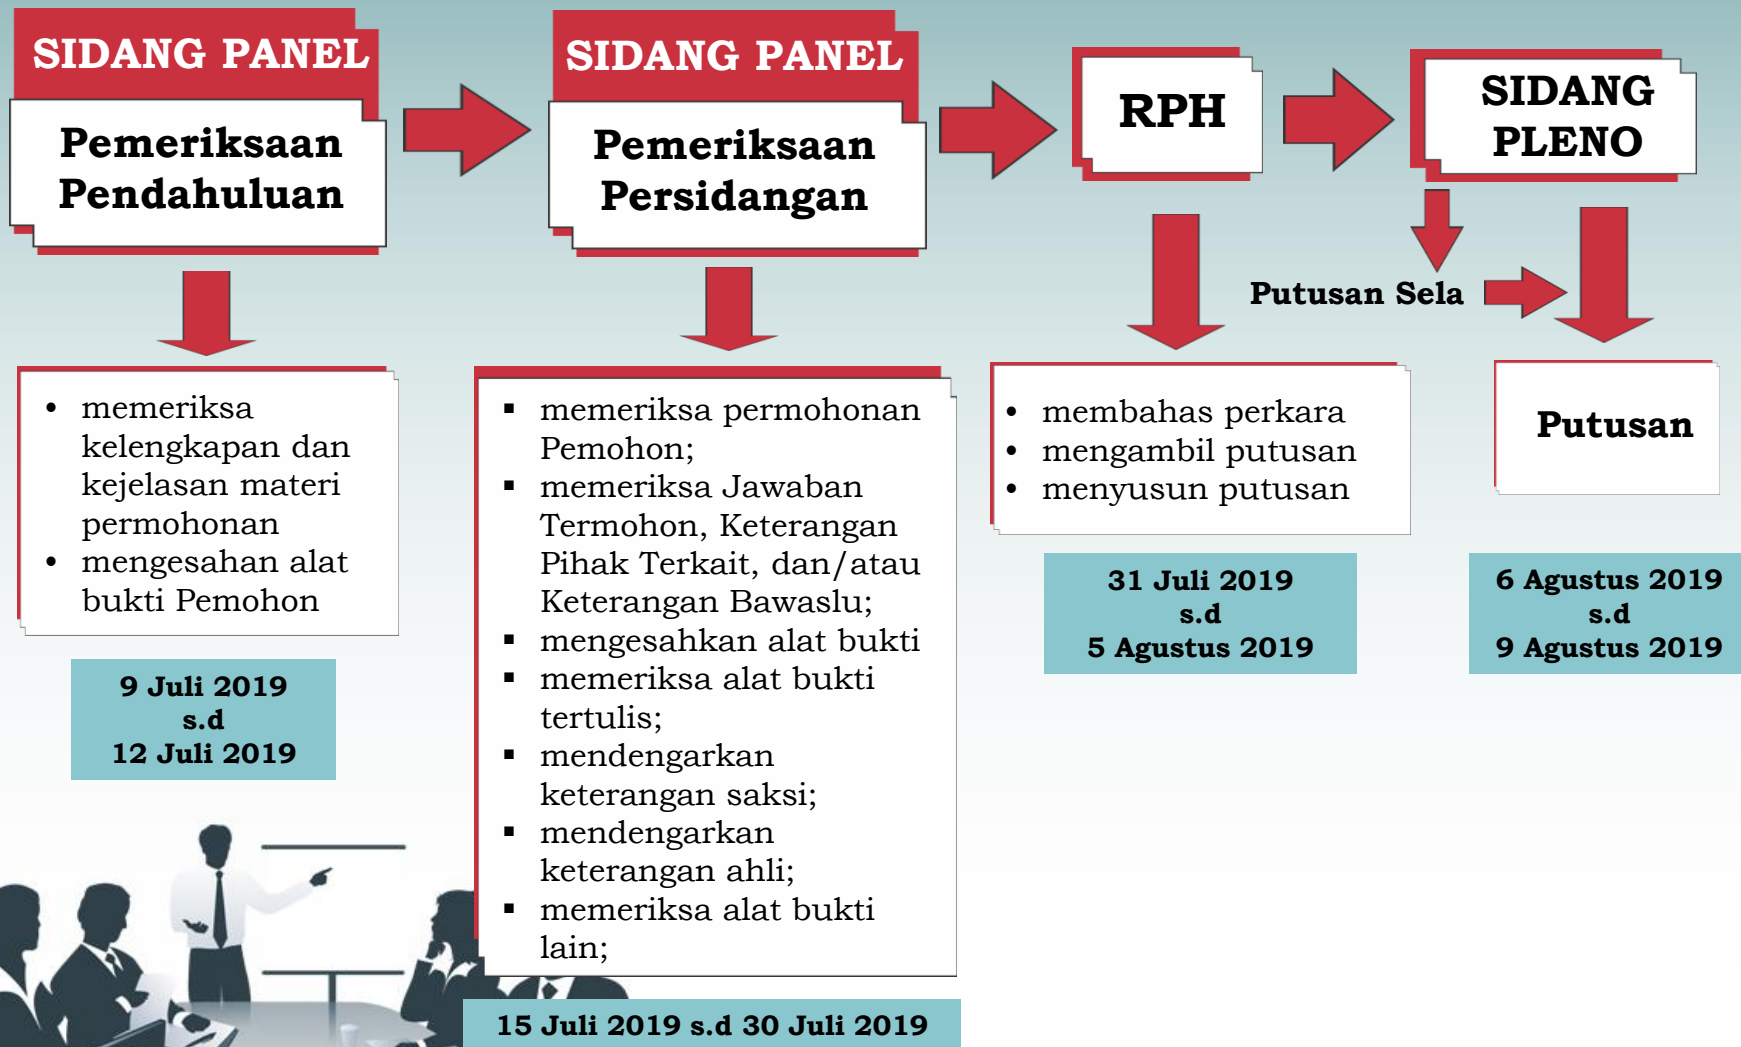 SIDANG PANEL
Pemeriksaan
Pendahuluan
• memeriksa
kelengkapan dan
kejelasan materi
permohonan
• mengesahan alat
bukti Pemohon
9 Juli 2019
s.d
12 Juli 2019
SIDANG PANEL
Pemeriksaan
Persidangan
▪ memeriksa permohonan
Pemohon;
▪ memeriksa Jawaban
Termohon, Keterangan
Pihak Terkait, dan/atau
Keterangan Bawaslu;
▪ mengesahkan alat bukti
▪ memeriksa alat bukti
tertulis;
▪ mendengarkan
keterangan saksi;
▪ mendengarkan
keterangan ahli;
▪ memeriksa alat bukti
lain;
15 Juli 2019 s.d 30 Juli 2019
RPH
• membahas perkara
• mengambil putusan
• menyusun putusan
31 Juli 2019
s.d
5 Agustus 2019
SIDANG
PLENO
Putusan Sela
Putusan
6 Agustus 2019
s.d
9 Agustus 2019